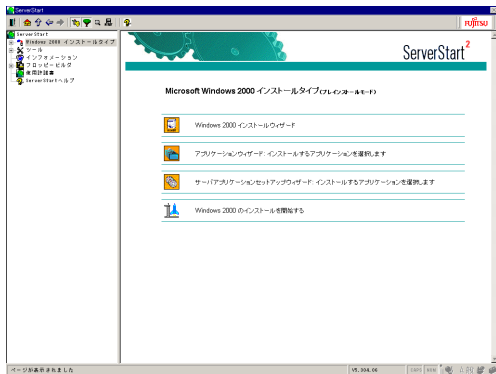 ServerStart
FUJITSU
ServerStart
Windows 2000 インストールタイプ
ツール
インフォメーション
フロッピービルダ
使用許諾書
ServerStartヘルプ
ServerStart2
Microsoft Windows 2000 インストールタイプ(プレインストールモード)
Windows 2000 インストールウィザード
アプリケーションウィザード: インストールするアプリケーションを選択します
サーバアプリケーションセットアップウィザード: インストールするアプリケーションを選択します
Windows 2000 のインストールを開始する
ページが表示されました
V5.304.06
CAPS
NUM